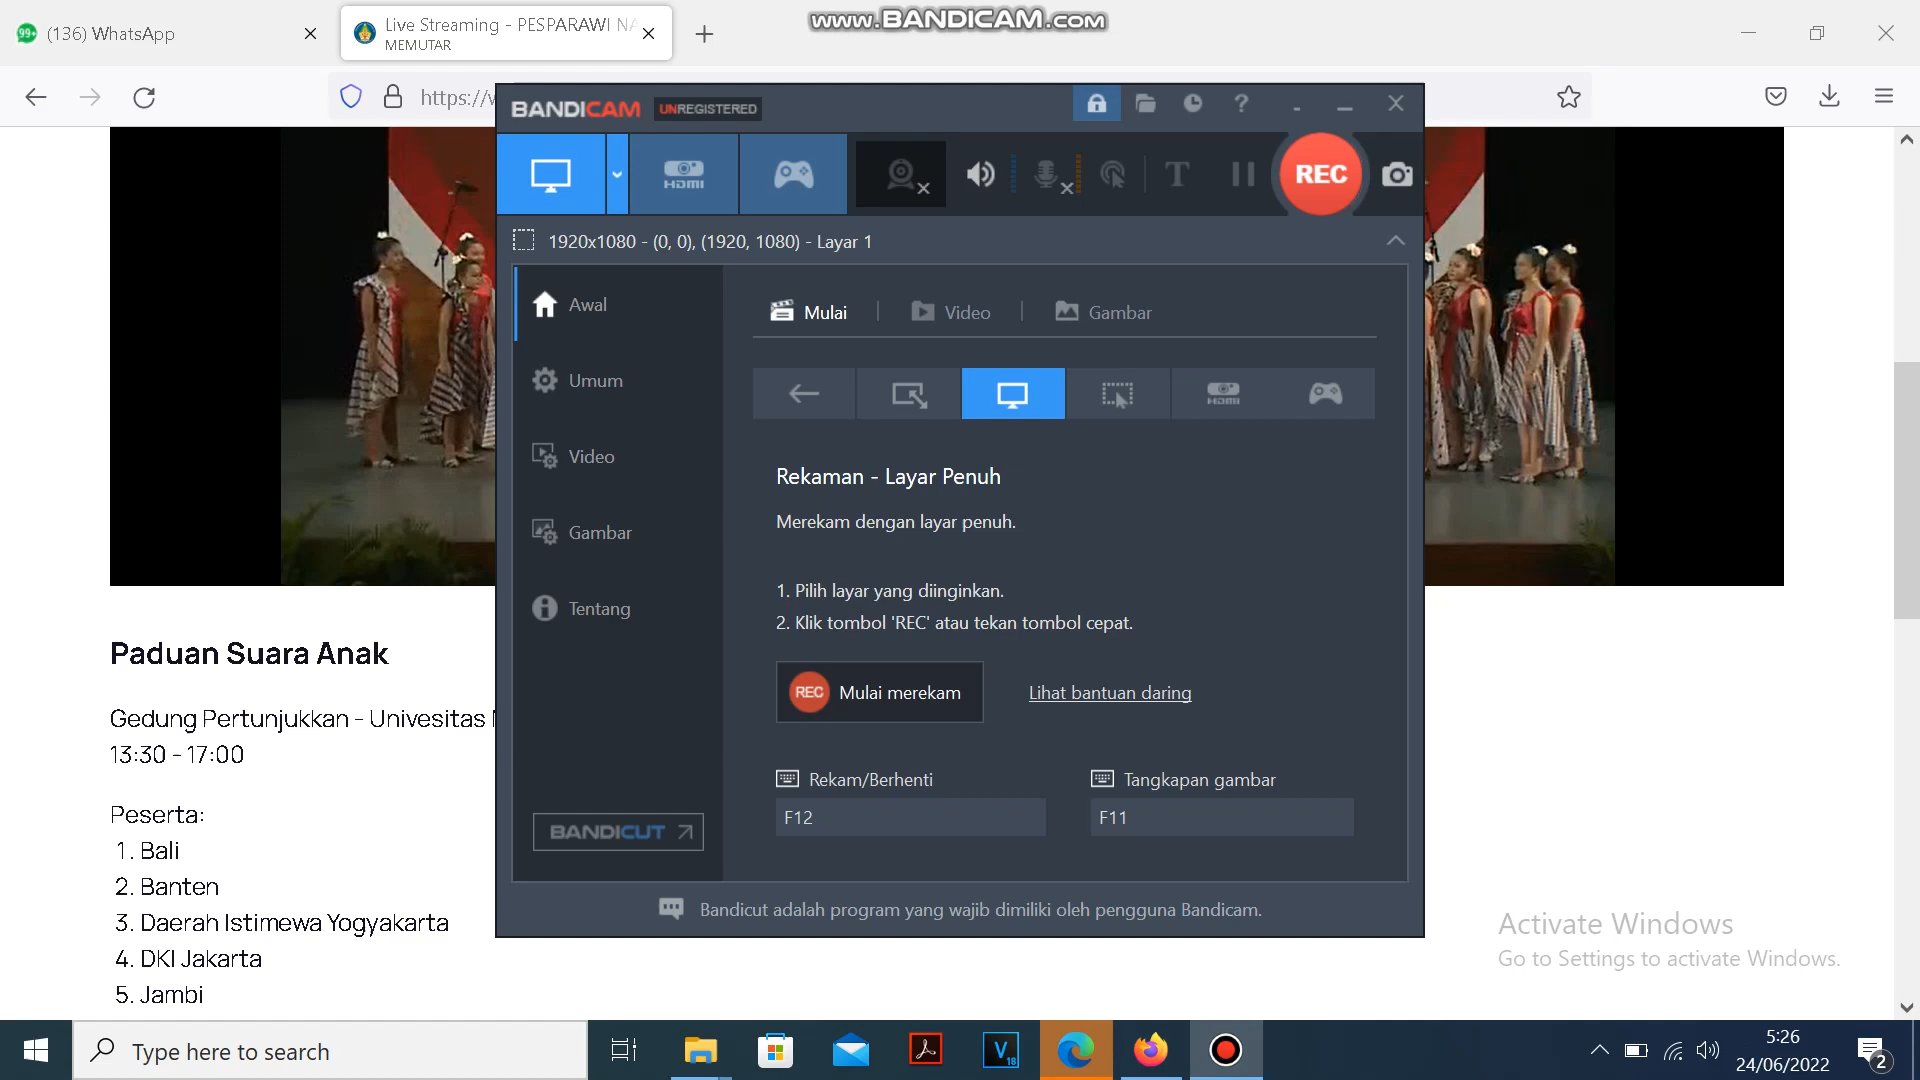 (136) WhatsApp
Live Streaming - PESPARAWI NA
MEMUTAR
www.BANDICAM.com
https://
BANDICAM UNREGISTERED
HDMI
T
REC
1920x1080 - (0, 0), (1920, 1080) - Layar 1
Awal
Umum
Video
Gambar
Tentang
BANDICUT
Mulai
Video
Gambar
HDMI
Rekaman - Layar Penuh
Merekam dengan layar penuh.
1. Pilih layar yang diinginkan.
2. Klik tombol 'REC' atau tekan tombol cepat.
REC Mulai merekam
Lihat bantuan daring
Rekam/Berhenti
F12
Tangkapan gambar
F11
Bandicut adalah program yang wajib dimiliki oleh pengguna Bandicam.
Paduan Suara Anak
Gedung Pertunjukkan - Univesitas
13:30 - 17:00
Peserta:
1. Bali
2. Banten
3. Daerah Istimewa Yogyakarta
4. DKI Jakarta
5. Jambi
Activate Windows
Go to Settings to activate Windows.
Type here to search
V
18
5:26
24/06/2022
2